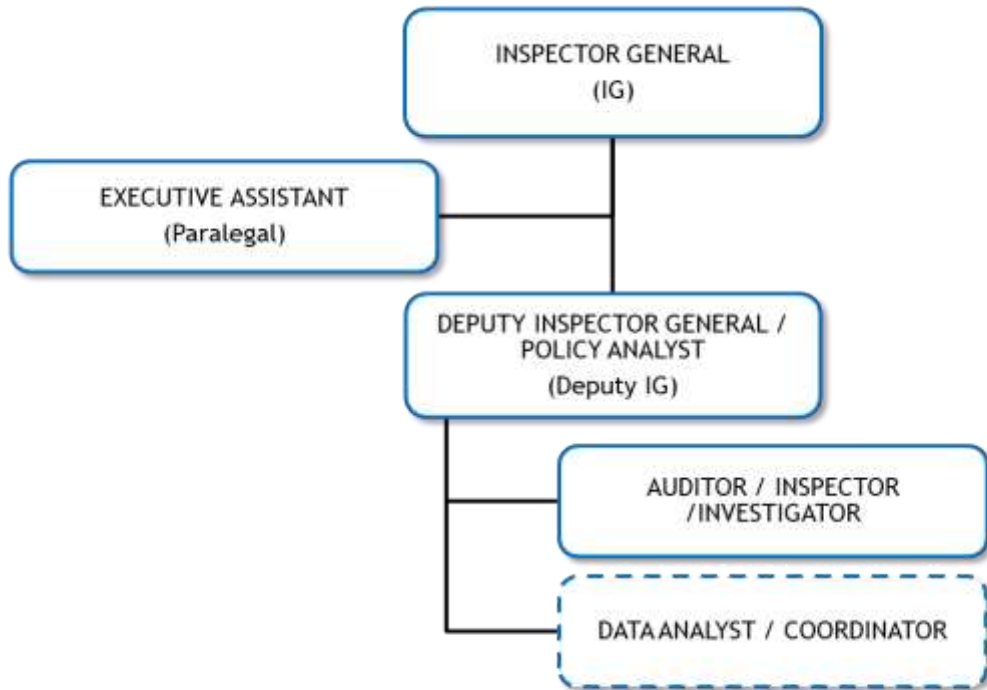 INSPECTOR GENERAL
(IG)
EXECUTIVE ASSISTANT
(Paralegal)
DEPUTY INSPECTOR GENERAL /
POLICY ANALYST
(Deputy IG)
AUDITOR / INSPECTOR
/INVESTIGATOR
DATA ANALYST / COORDINATOR